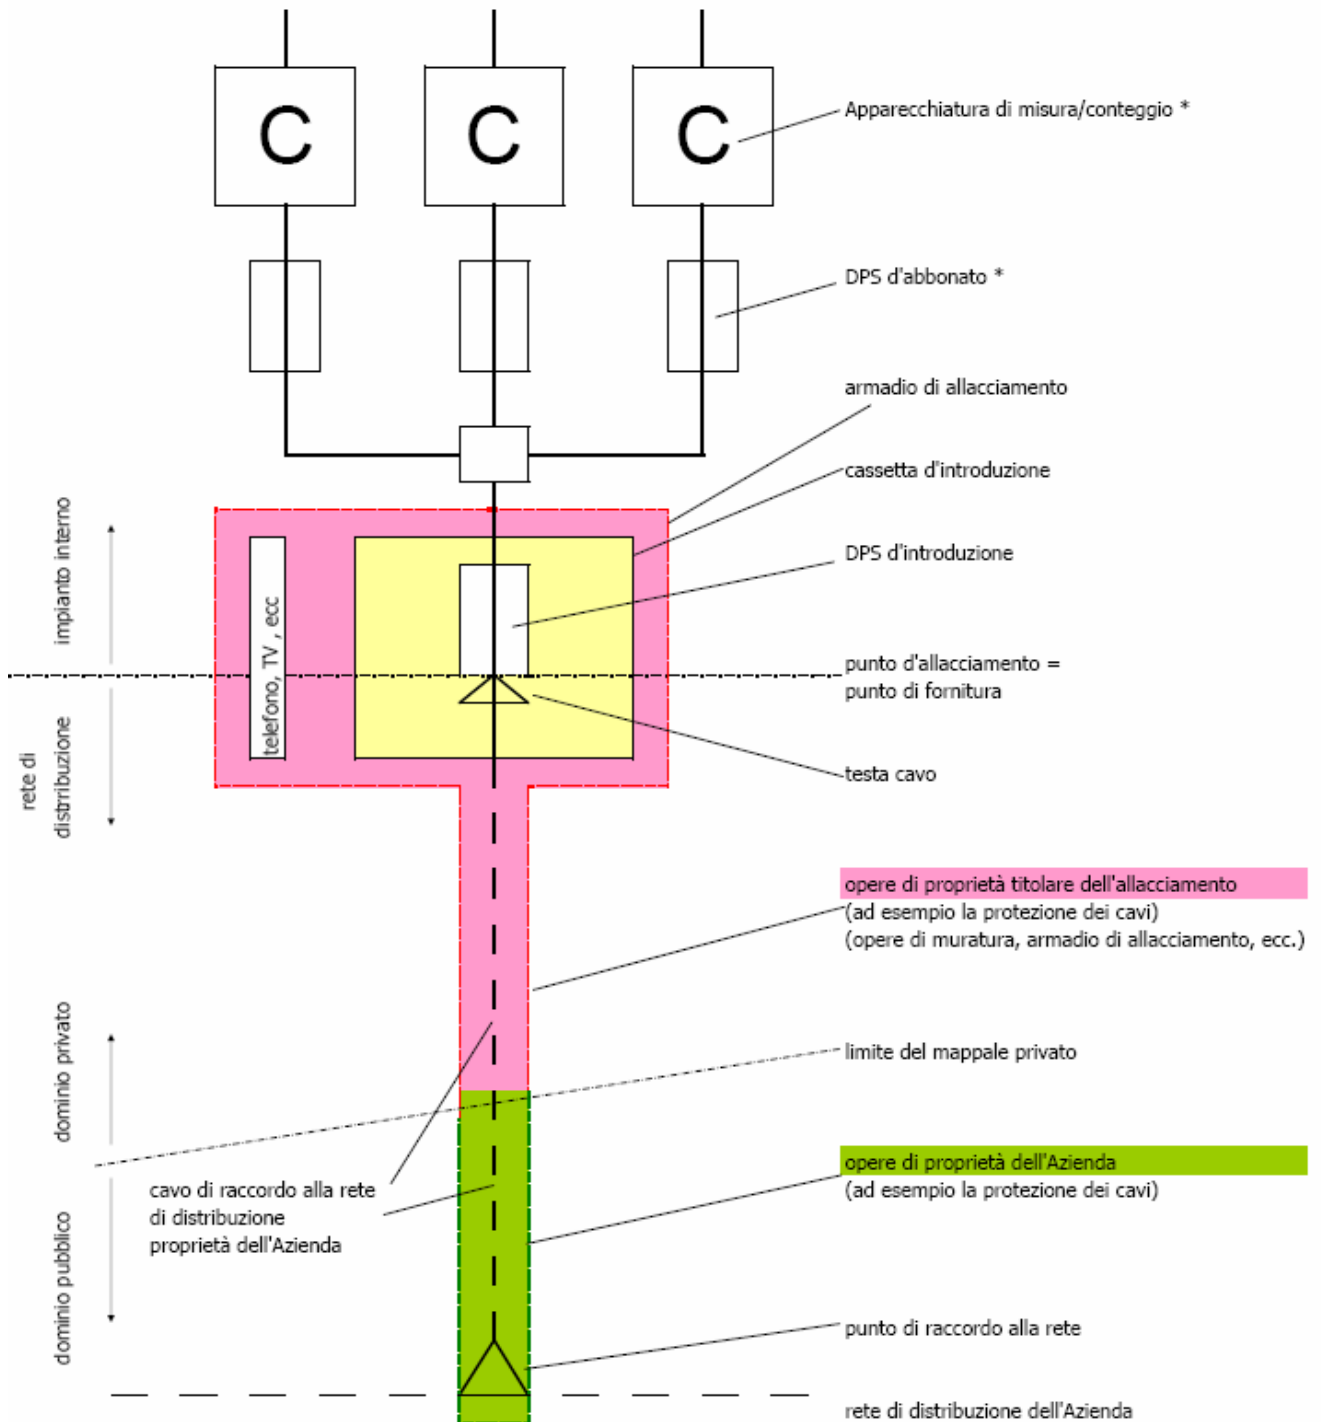 C C C
Apparecchiatura di misura/conteggio *
DPS d'abbonato *
armadio di allacciamento
cassetta d'introduzione
DPS d'introduzione
impianto interno
telefono, TV , ecc
punto d'allacciamento =
punto di fornitura
rete di
distrribuzione
testa cavo
opere di proprietà titolare dell'allacciamento
(ad esempio la protezione dei cavi)
(opere di muratura, armadio di allacciamento, ecc.)
dominio privato
limite del mappale privato
opere di proprietà dell'Azienda
(ad esempio la protezione dei cavi)
cavo di raccordo alla rete
di distribuzione
proprietà dell'Azienda
dominio pubblico
punto di raccordo alla rete
rete di distribuzione dell'Azienda